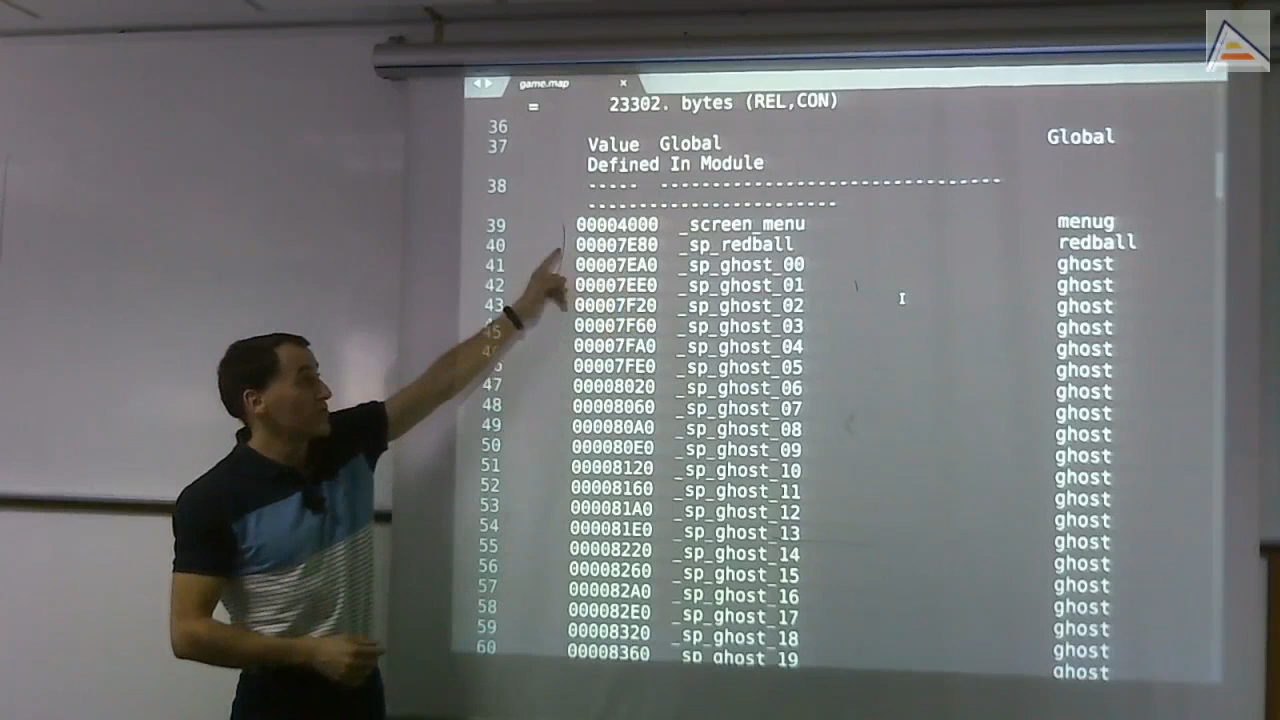 game.map ×
= 23302. bytes (REL,CON)
36
37 Value Global Global
Defined In Module
38 ----- --------------------------------
------------------------
39 00004000 _screen_menu menug
40 00007E80 _sp_redball redball
41 00007EA0 _sp_ghost_00 ghost
42 00007EE0 _sp_ghost_01 ghost
43 00007F20 _sp_ghost_02 ghost
00007F60 _sp_ghost_03 ghost
45 00007FA0 _sp_ghost_04 ghost
00007FE0 _sp_ghost_05 ghost
47 00008020 _sp_ghost_06 ghost
48 00008060 _sp_ghost_07 ghost
49 000080A0 _sp_ghost_08 ghost
50 000080E0 _sp_ghost_09 ghost
51 00008120 _sp_ghost_10 ghost
52 00008160 _sp_ghost_11 ghost
53 000081A0 _sp_ghost_12 ghost
54 000081E0 _sp_ghost_13 ghost
55 00008220 _sp_ghost_14 ghost
56 00008260 _sp_ghost_15 ghost
57 000082A0 _sp_ghost_16 ghost
58 000082E0 _sp_ghost_17 ghost
59 00008320 _sp_ghost_18 ghost
60 00008360 _sp_ghost_19 ghost